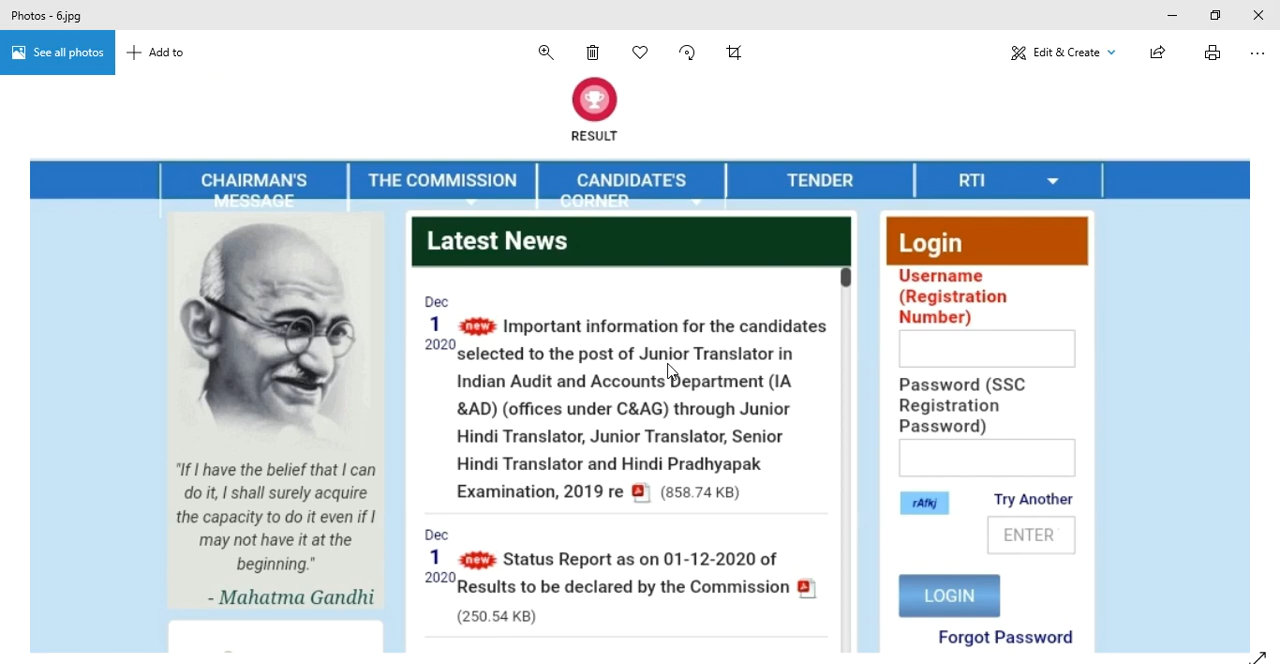 Photos - 6.jpg
See all photos
Add to
Edit & Create
RESULT
CHAIRMAN'S
MESSAGE
THE COMMISSION
CANDIDATE'S
CORNER
TENDER
RTI
"If I have the belief that I can
do it, I shall surely acquire
the capacity to do it even if I
may not have it at the
beginning."
- Mahatma Gandhi
Latest News
Dec
1
2020
new Important information for the candidates
selected to the post of Junior Translator in
Indian Audit and Accounts Department (IA
&AD) (offices under C&AG) through Junior
Hindi Translator, Junior Translator, Senior
Hindi Translator and Hindi Pradhyapak
Examination, 2019 re (858.74 KB)
Dec
1
2020
new Status Report as on 01-12-2020 of
Results to be declared by the Commission
(250.54 KB)
Login
Username
(Registration
Number)
Password (SSC
Registration
Password)
rAfkj
Try Another
ENTER
LOGIN
Forgot Password